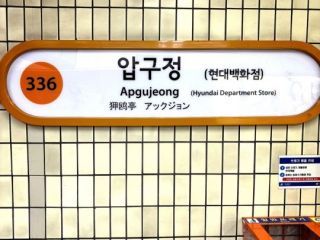 336
압구정 (현대백화점)
Apgujeong (Hyundai Department Store)
狎鸥亭 アックジョン